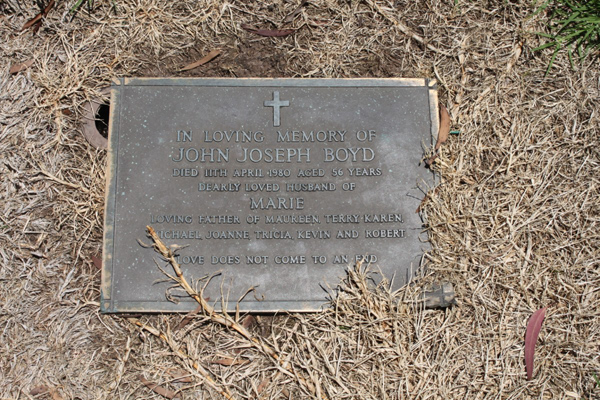 IN LOVING MEMORY OF
JOHN JOSEPH BOYD
DIED 11TH APRIL 1980 AGED 56 YEARS
DEARLY LOVED HUSBAND OF
MARIE
LOVING FATHER OF MAUREEN, TERRY-KAREN,
MICHAEL, JOANNE, TRICIA, KEVIN AND ROBERT
LOVE DOES NOT COME TO AN END